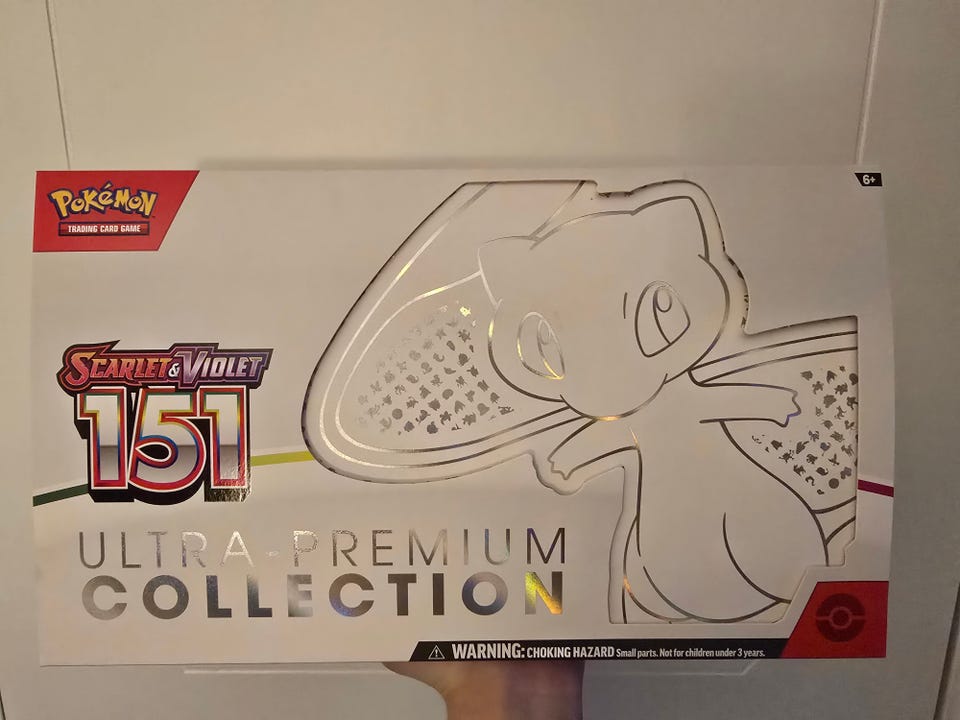 6+
POKéMON
TRADING CARD GAME
SCARLET & VIOLET
151
ULTRA-PREMIUM
COLLECTION
WARNING: CHOKING HAZARD Small parts. Not for children under 3 years.